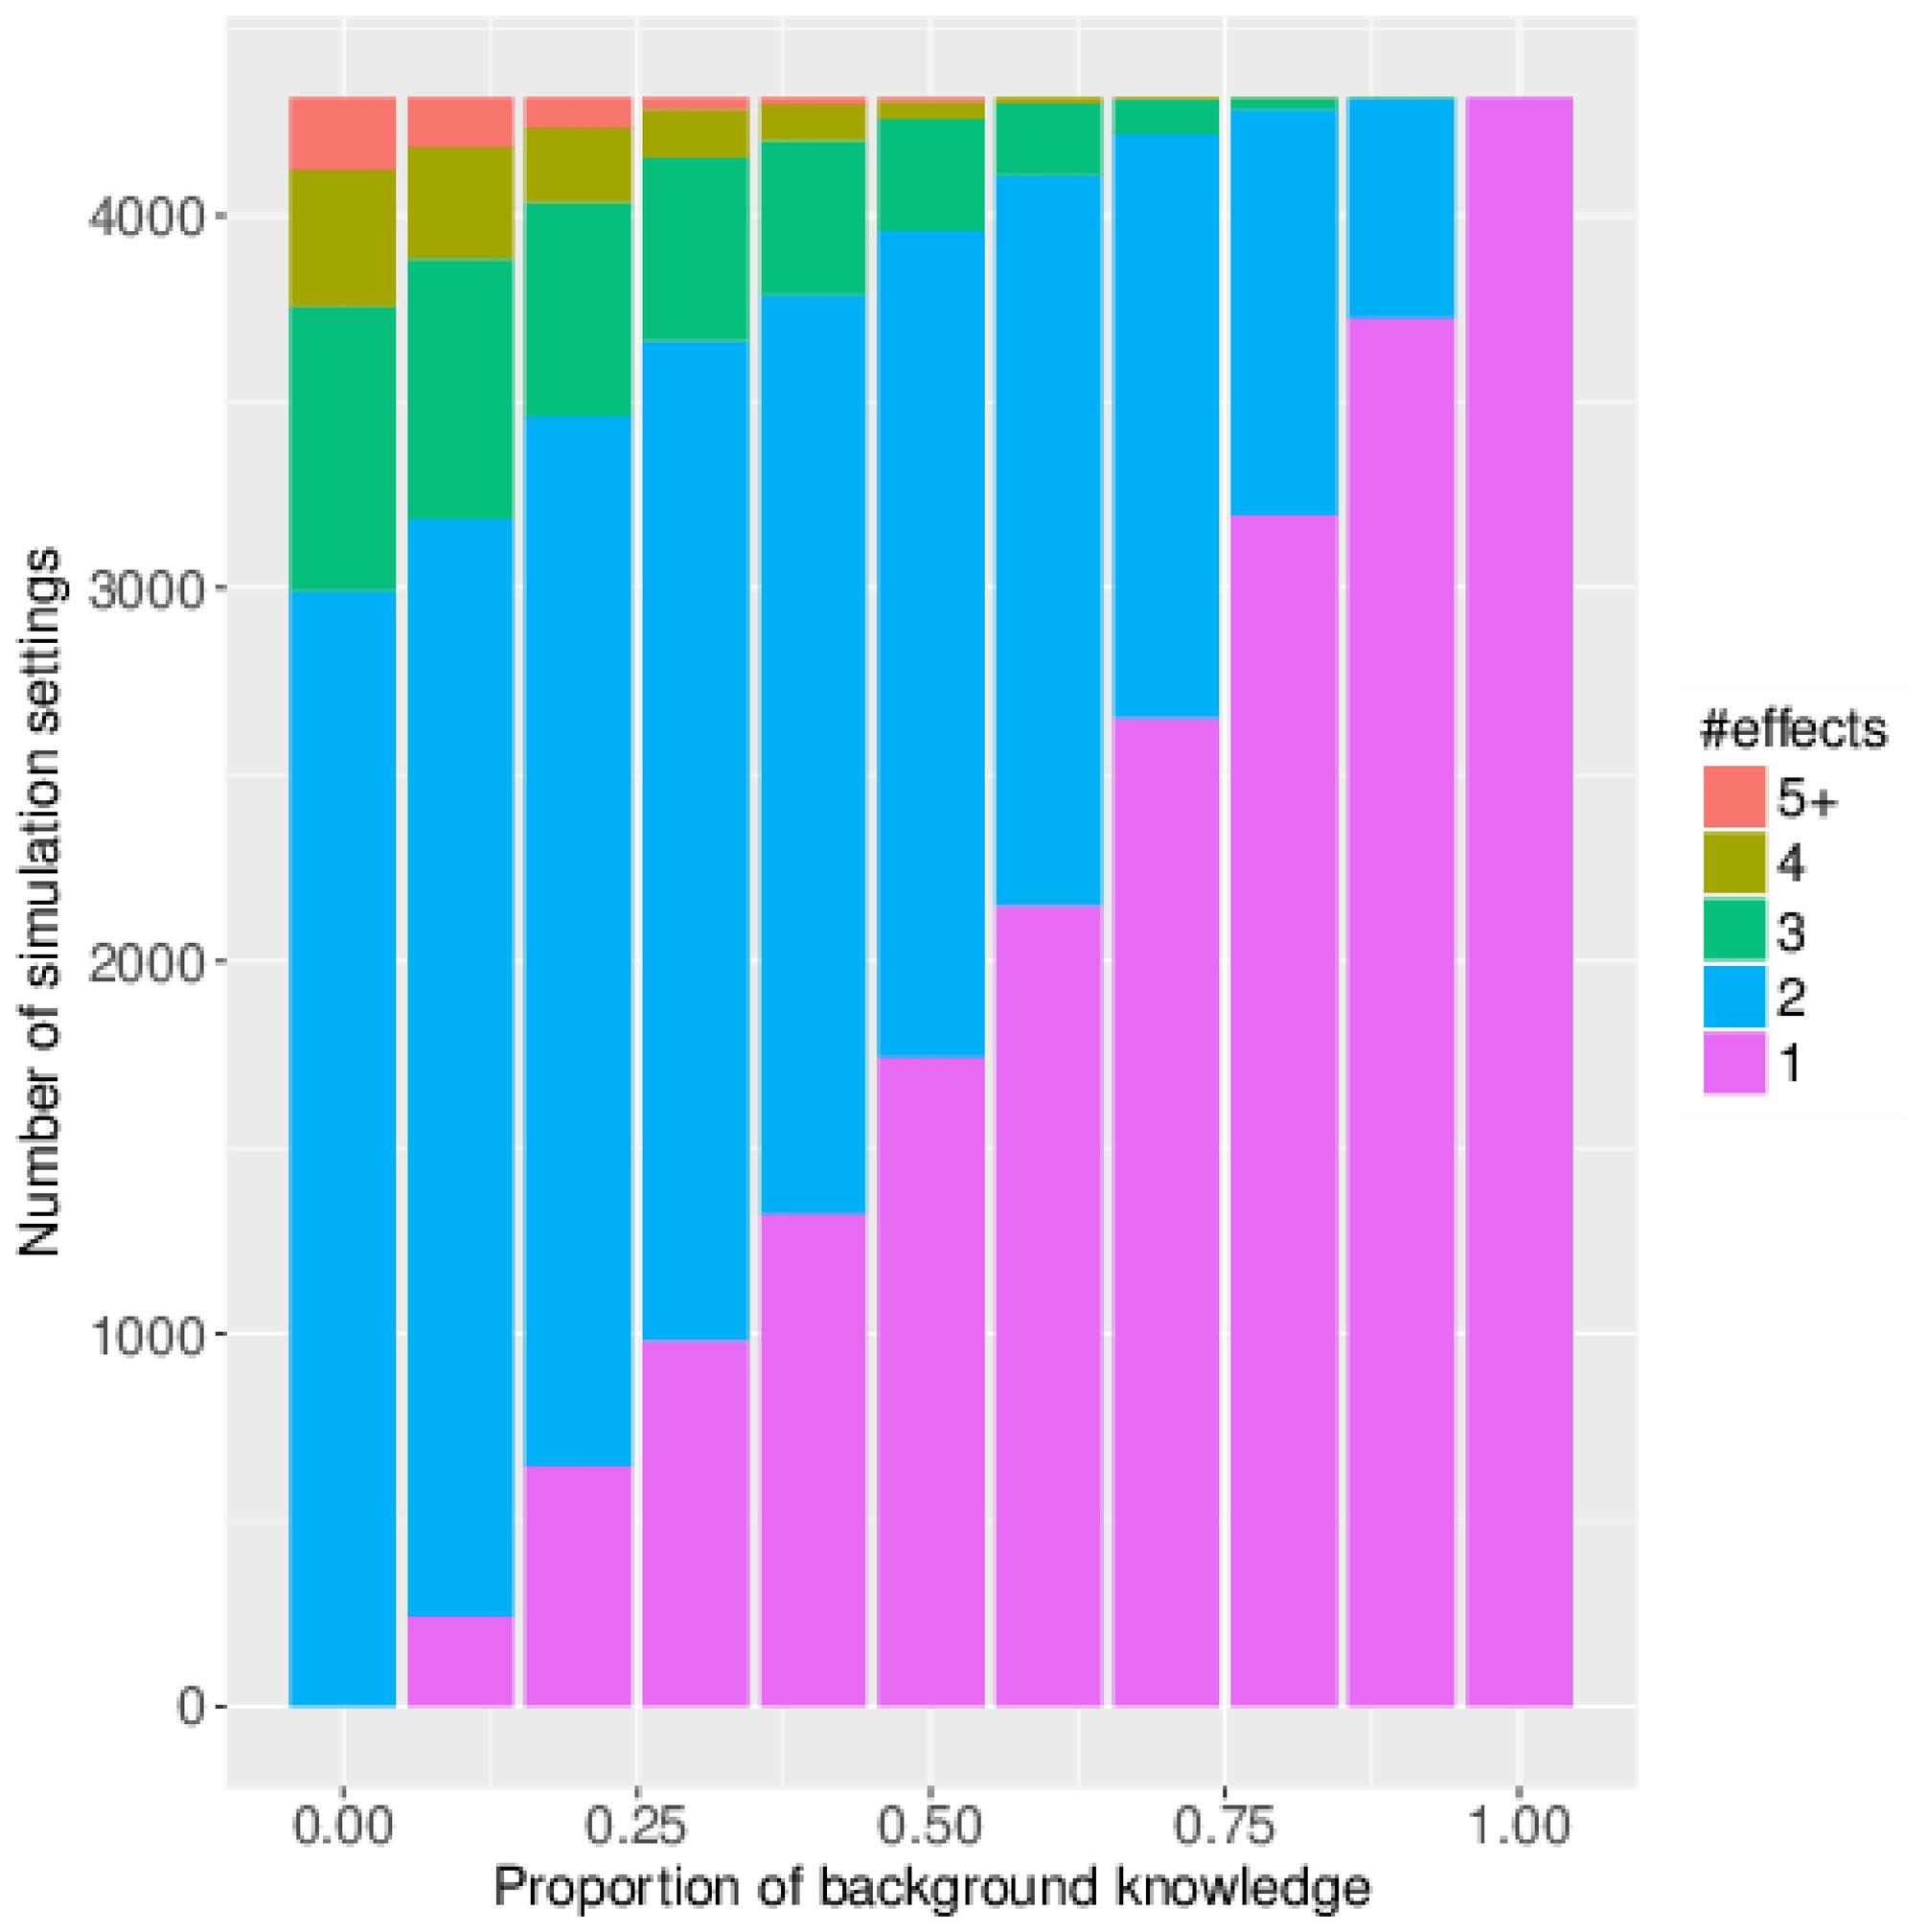 Number of simulation settings
4000
3000
2000
1000
0
0.00 0.25 0.50 0.75 1.00
Proportion of background knowledge
#effects
5+
4
3
2
1